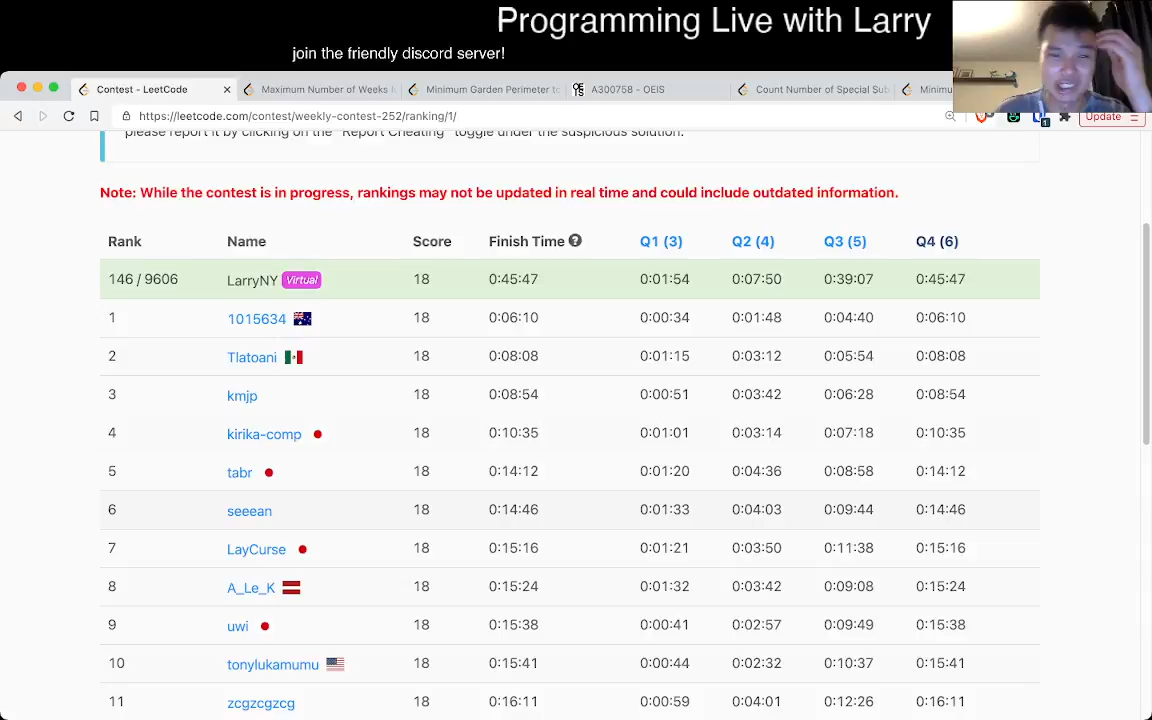 Programming Live with Larry
join the friendly discord server!
Contest - LeetCode
Maximum Number of Weeks
Minimum Garden Perimeter to
A300758 - OEIS
Count Number of Special Sub
Minimu
https://leetcode.com/contest/weekly-contest-252/ranking/1/
Update
please report it by clicking on the "Report Cheating" toggle under the suspicious solution.
Note: While the contest is in progress, rankings may not be updated in real time and could include outdated information.
Rank Name Score Finish Time Q1 (3) Q2 (4) Q3 (5) Q4 (6)
146 / 9606 LarryNY Virtual 18 0:45:47 0:01:54 0:07:50 0:39:07 0:45:47
1 1015634 18 0:06:10 0:00:34 0:01:48 0:04:40 0:06:10
2 Tlatoani 18 0:08:08 0:01:15 0:03:12 0:05:54 0:08:08
3 kmjp 18 0:08:54 0:00:51 0:03:42 0:06:28 0:08:54
4 kirika-comp 18 0:10:35 0:01:01 0:03:14 0:07:18 0:10:35
5 tabr 18 0:14:12 0:01:20 0:04:36 0:08:58 0:14:12
6 seeean 18 0:14:46 0:01:33 0:04:03 0:09:44 0:14:46
7 LayCurse 18 0:15:16 0:01:21 0:03:50 0:11:38 0:15:16
8 A_Le_K 18 0:15:24 0:01:32 0:03:42 0:09:08 0:15:24
9 uwi 18 0:15:38 0:00:41 0:02:57 0:09:49 0:15:38
10 tonylukamumu 18 0:15:41 0:00:44 0:02:32 0:10:37 0:15:41
11 zcgzcgzcg 18 0:16:11 0:00:59 0:04:01 0:12:26 0:16:11